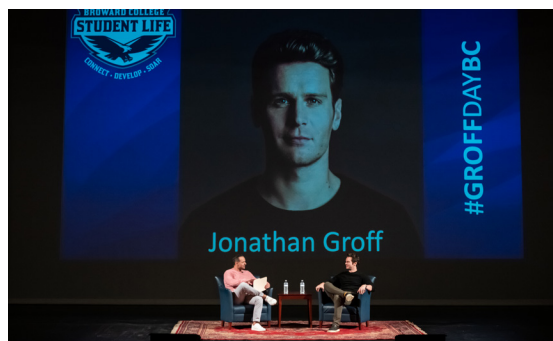 BROWARD COLLEGE
STUDENT LIFE
CONNECT • DEVELOP • SOAR
#GROFFDAYBC
Jonathan Groff